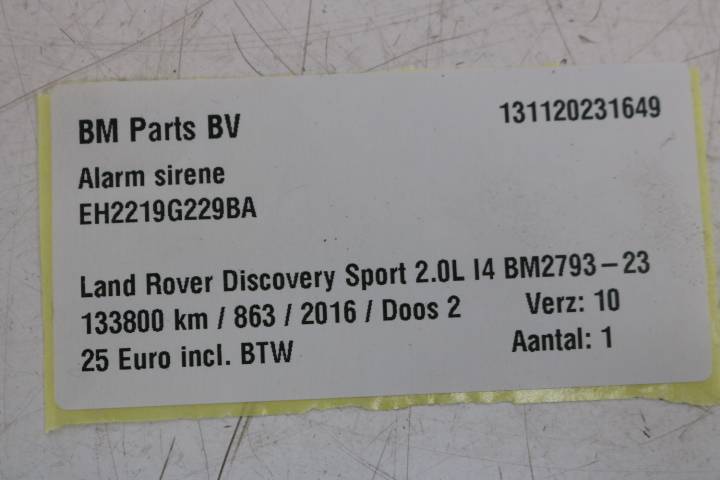 BM Parts BV 131120231649
Alarm sirene
EH2219G229BA
Land Rover Discovery Sport 2.0L I4 BM2793-23
133800 km / 863 / 2016 / Doos 2 Verz: 10
25 Euro incl. BTW Aantal: 1